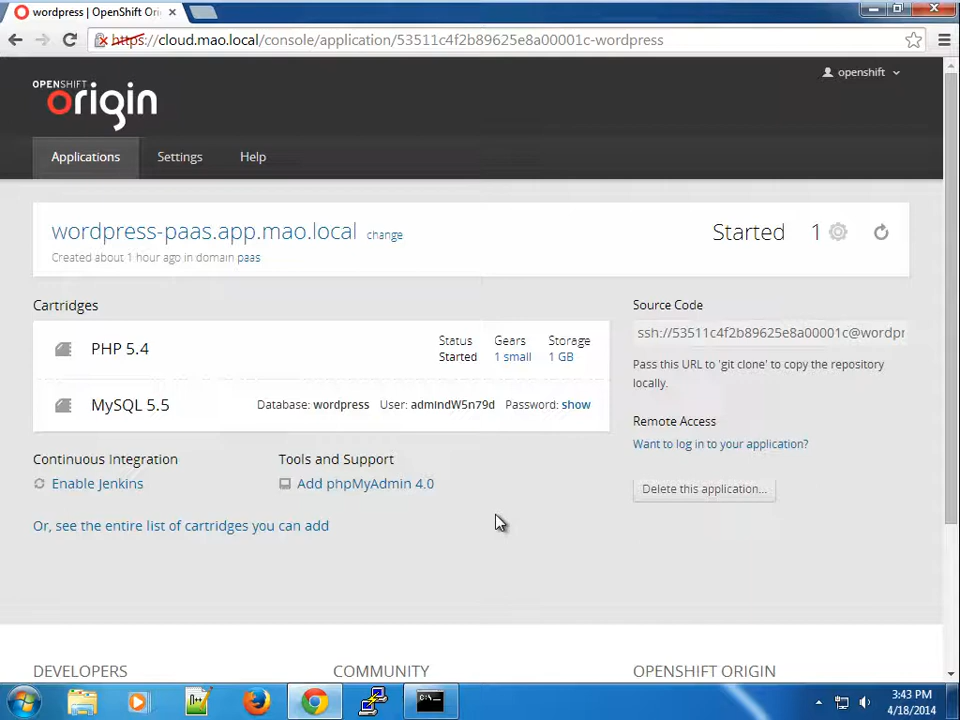 wordpress | OpenShift Ori
https://cloud.mao.local/console/application/53511c4f2b89625e8a00001c-wordpress
OPENSHIFT
origin
openshift
Applications
Settings
Help
wordpress-paas.app.mao.local change
Created about 1 hour ago in domain paas
Started 1
Cartridges
PHP 5.4
Status
Started
Gears
1 small
Storage
1 GB
MySQL 5.5
Database: wordpress User: admindW5n79d Password: show
Continuous Integration
Enable Jenkins
Tools and Support
Add phpMyAdmin 4.0
Or, see the entire list of cartridges you can add
Source Code
ssh://53511c4f2b89625e8a00001c@wordpr
Pass this URL to 'git clone' to copy the repository
locally.
Remote Access
Want to log in to your application?
Delete this application...
DEVELOPERS
COMMUNITY
OPENSHIFT ORIGIN
3:43 PM
4/18/2014